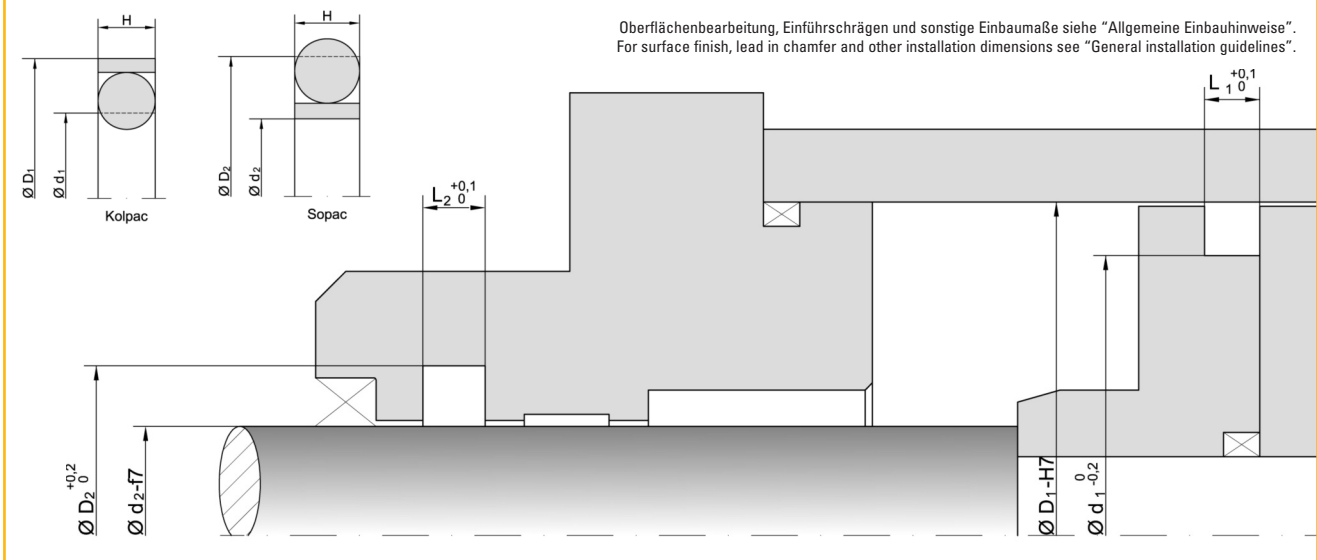 Oberflächenbearbeitung, Einführschrägen und sonstige Einbaumaße siehe “Allgemeine Einbauhinweise”.
For surface finish, lead in chamfer and other installation dimensions see “General installation guidelines”.
H
H
Ø D₁
Ø d₁
Kolpac
Ø D₂
Ø d₂
Sopac
L₂ +0,1 0
L₁ +0,1 0
Ø D₂ +0,2 0
Ø d₂-f7
Ø D₁-H7
Ø d₁ 0 -0,2